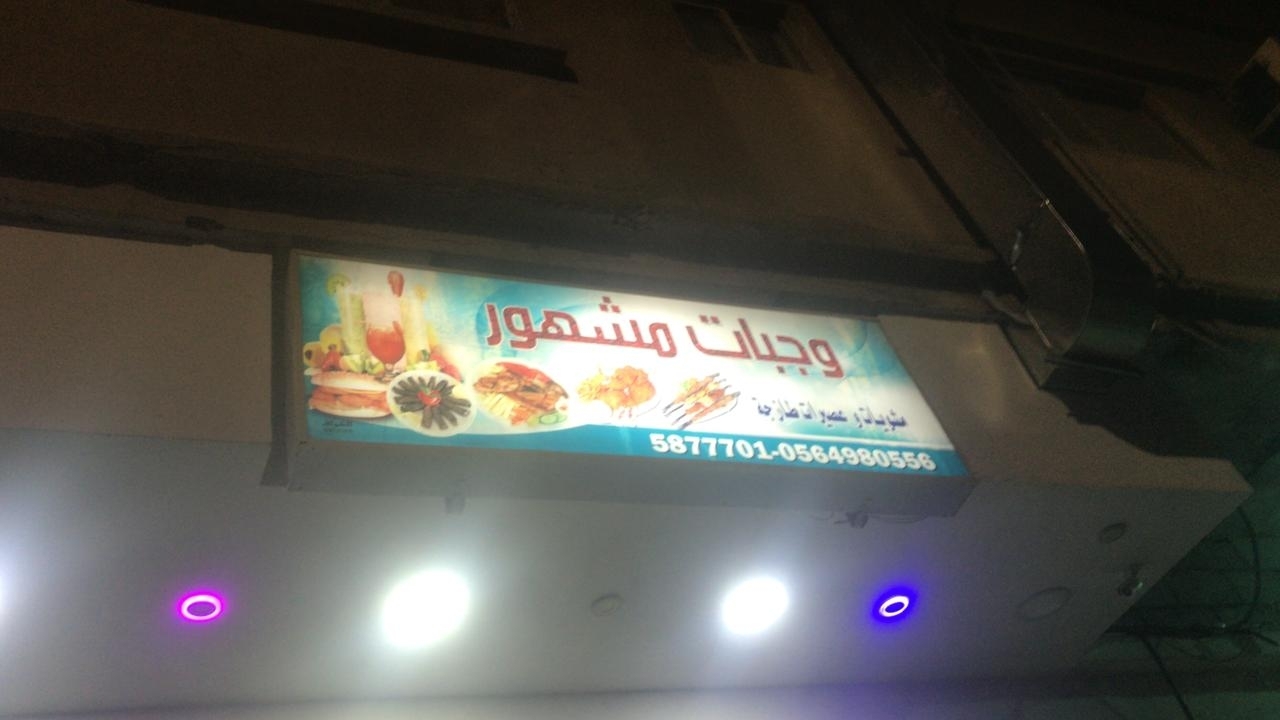 وجبات مشهور
مشويات و عصيرات طازجة
5877701-0564980556